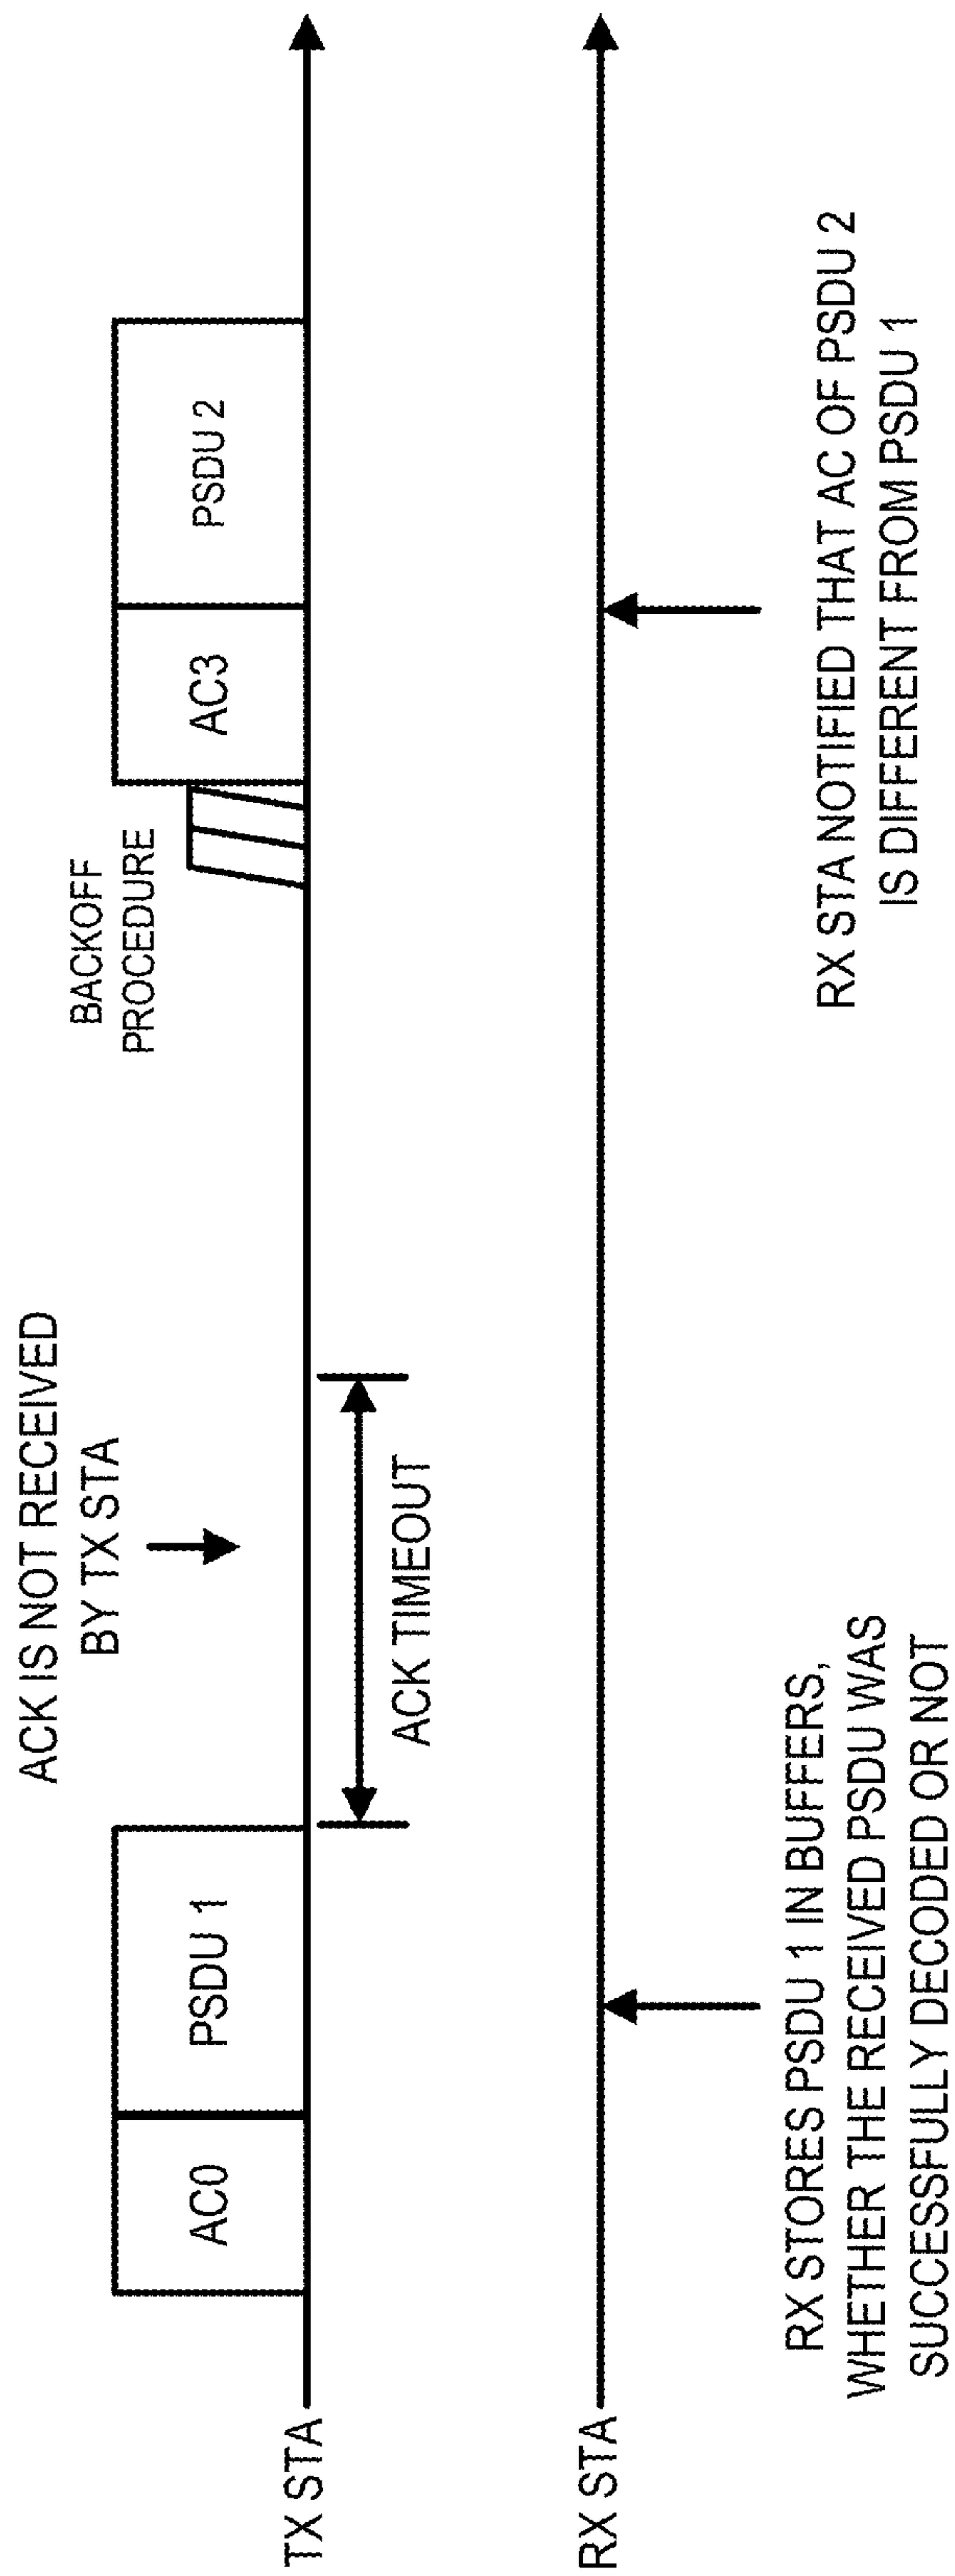 ACK IS NOT RECEIVED
BY TX STA
BACKOFF
PROCEDURE
AC0
PSDU 1
AC3
PSDU 2
TX STA
ACK TIMEOUT
RX STA
RX STORES PSDU 1 IN BUFFERS,
WHETHER THE RECEIVED PSDU WAS
SUCCESSFULLY DECODED OR NOT
RX STA NOTIFIED THAT AC OF PSDU 2
IS DIFFERENT FROM PSDU 1